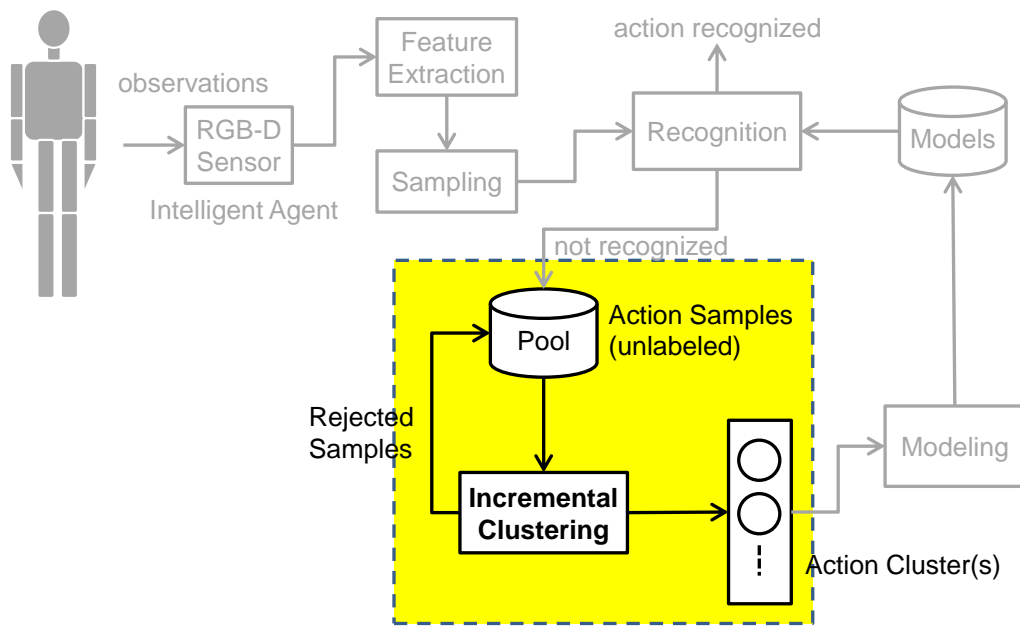 observations
RGB-D
Sensor
Intelligent Agent
Feature
Extraction
Sampling
action recognized
Recognition
Models
not recognized
Pool
Action Samples
(unlabeled)
Rejected
Samples
Incremental
Clustering
Action Cluster(s)
Modeling